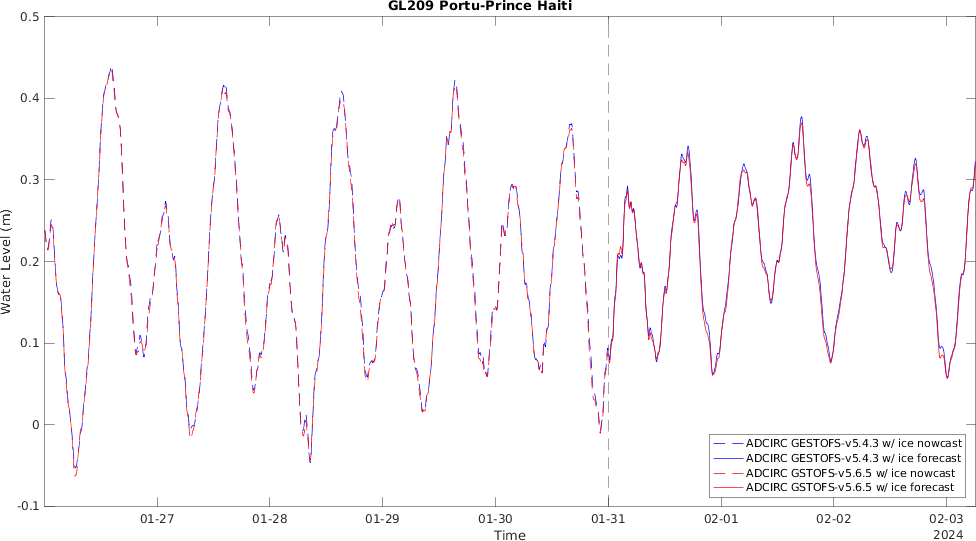 GL209 Portu-Prince Haiti
0.5
0.4
0.3
0.2
0.1
0
-0.1
Water Level (m)
01-27
01-28
01-29
01-30
01-31
02-01
02-02
02-03
Time
2024
ADCIRC GESTOFS-v5.4.3 w/ ice nowcast
ADCIRC GESTOFS-v5.4.3 w/ ice forecast
ADCIRC GSTOFS-v5.6.5 w/ ice nowcast
ADCIRC GSTOFS-v5.6.5 w/ ice forecast